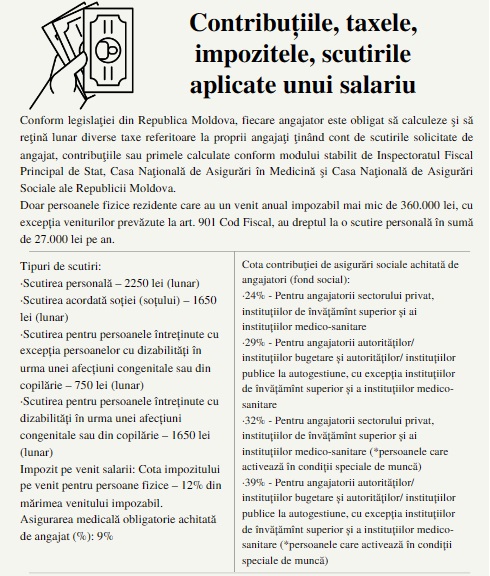 Contribuțiile, taxele,
impozitele, scutirile
aplicate unui salariu
Conform legislației din Republica Moldova, fiecare angajator este obligat să calculeze și să
rețină lunar diverse taxe referitoare la proprii angajați ținând cont de scutirile solicitate de
angajat, contribuțiile sau primele calculate conform modului stabilit de Inspectoratul Fiscal
Principal de Stat, Casa Națională de Asigurări în Medicină și Casa Națională de Asigurări
Sociale ale Republicii Moldova.
Doar persoanele fizice rezidente care au un venit anual impozabil mai mic de 360.000 lei, cu
excepția veniturilor prevăzute la art. 901 Cod Fiscal, au dreptul la o scutire personală în sumă
de 27.000 lei pe an.
Tipuri de scutiri:
·Scutirea personală – 2250 lei (lunar)
·Scutirea acordată soției (soțului) – 1650
lei (lunar)
·Scutirea pentru persoanele întreținute cu
excepția persoanelor cu dizabilități în
urma unei afecțiuni congenitale sau din
copilărie – 750 lei (lunar)
·Scutirea pentru persoanele întreținute cu
dizabilități în urma unei afecțiuni
congenitale sau din copilărie – 1650 lei
(lunar)
Impozit pe venit salarii: Cota impozitului
pe venit pentru persoane fizice – 12% din
mărimea venitului impozabil.
Asigurarea medicală obligatorie achitată
de angajat (%): 9%
Cota contribuției de asigurări sociale achitată de
angajatori (fond social):
·24% - Pentru angajatorii sectorului privat,
instituțiilor de învățămînt superior și ai
instituțiilor medico-sanitare
·29% - Pentru angajatorii autorităților/
instituțiilor bugetare și autorităților/ instituțiilor
publice la autogestiune, cu excepția instituțiilor
de învățămînt superior și a instituțiilor medico-
sanitare
·32% - Pentru angajatorii sectorului privat,
instituțiilor de învățămînt superior și ai
instituțiilor medico-sanitare (*persoanele care
activează în condiții speciale de muncă)
·39% - Pentru angajatorii autorităților/
instituțiilor bugetare și autorităților/ instituțiilor
publice la autogestiune, cu excepția instituțiilor
de învățămînt superior și a instituțiilor medico-
sanitare (*persoanele care activează în condiții
speciale de muncă)